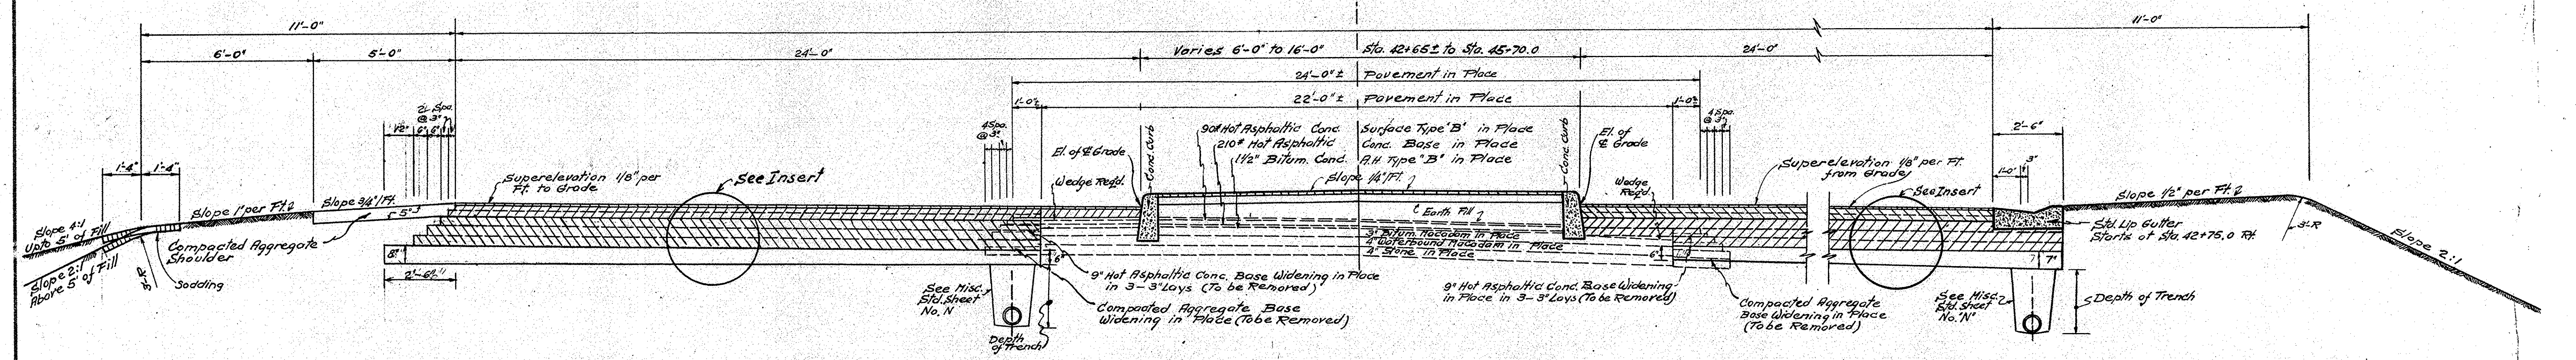 11'-0"
11'-0"
6'-0"
5'-0"
24'-0"
Varies 6'-0" to 16'-0"
Sta. 42+65± to Sta. 45+70.0
24'-0"
24'-0"± Pavement in Place
1'-0"±
22'-0"± Pavement in Place
1'-0"±
2 Spa.
@ 3"
12"
6"
6"
4 Spa.
@ 3"
4 Spa.
@ 3"
2'-6"
3"
1'-0"
90# Hot Asphaltic Conc. Surface Type "B" in Place
210# Hot Asphaltic Conc. Base in Place
1 1/2" Bitum. Cond. A.H. Type "B" in Place
Slope 1/4"/Ft.
Conc. Curb
Conc. Curb
El. of ℄ Grade
El. of
℄ Grade
Wedge Req'd.
Wedge
Req'd.
1'-4"
1'-4"
Slope 1" per Ft.
Slope 3/4"/Ft.
Superelevation 1/8" per
Ft. to Grade
See Insert
Superelevation 1/8" per Ft.
from Grade
See Insert
Slope 1/2" per Ft.
Slope 4:1
Upto 5' of Fill
Slope 2:1
Above 5' of Fill
3'-R
Sodding
Compacted Aggregate
Shoulder
5"
8"
2'-6"
Earth Fill
3" Bitum. Macadam in Place
4" Waterbound Macadam in Place
4" Stone in Place
6"
6"
9" Hot Asphaltic Conc. Base Widening in Place
in 3-3" Lays (To be Removed)
Compacted Aggregate Base
Widening in Place (To be Removed)
See Misc.
Std. Sheet
No. N
Depth
of Trench
9" Hot Asphaltic Conc. Base Widening
in Place in 3-3" Lays (To be Removed)
Compacted Aggregate
Base Widening in Place
(To be Removed)
See Misc.
Std. Sheet
No. "N"
7"
Depth of Trench
Std. Lip Gutter
Starts at Sta. 42+75.0 Rt.
3'-R
Slope 2:1